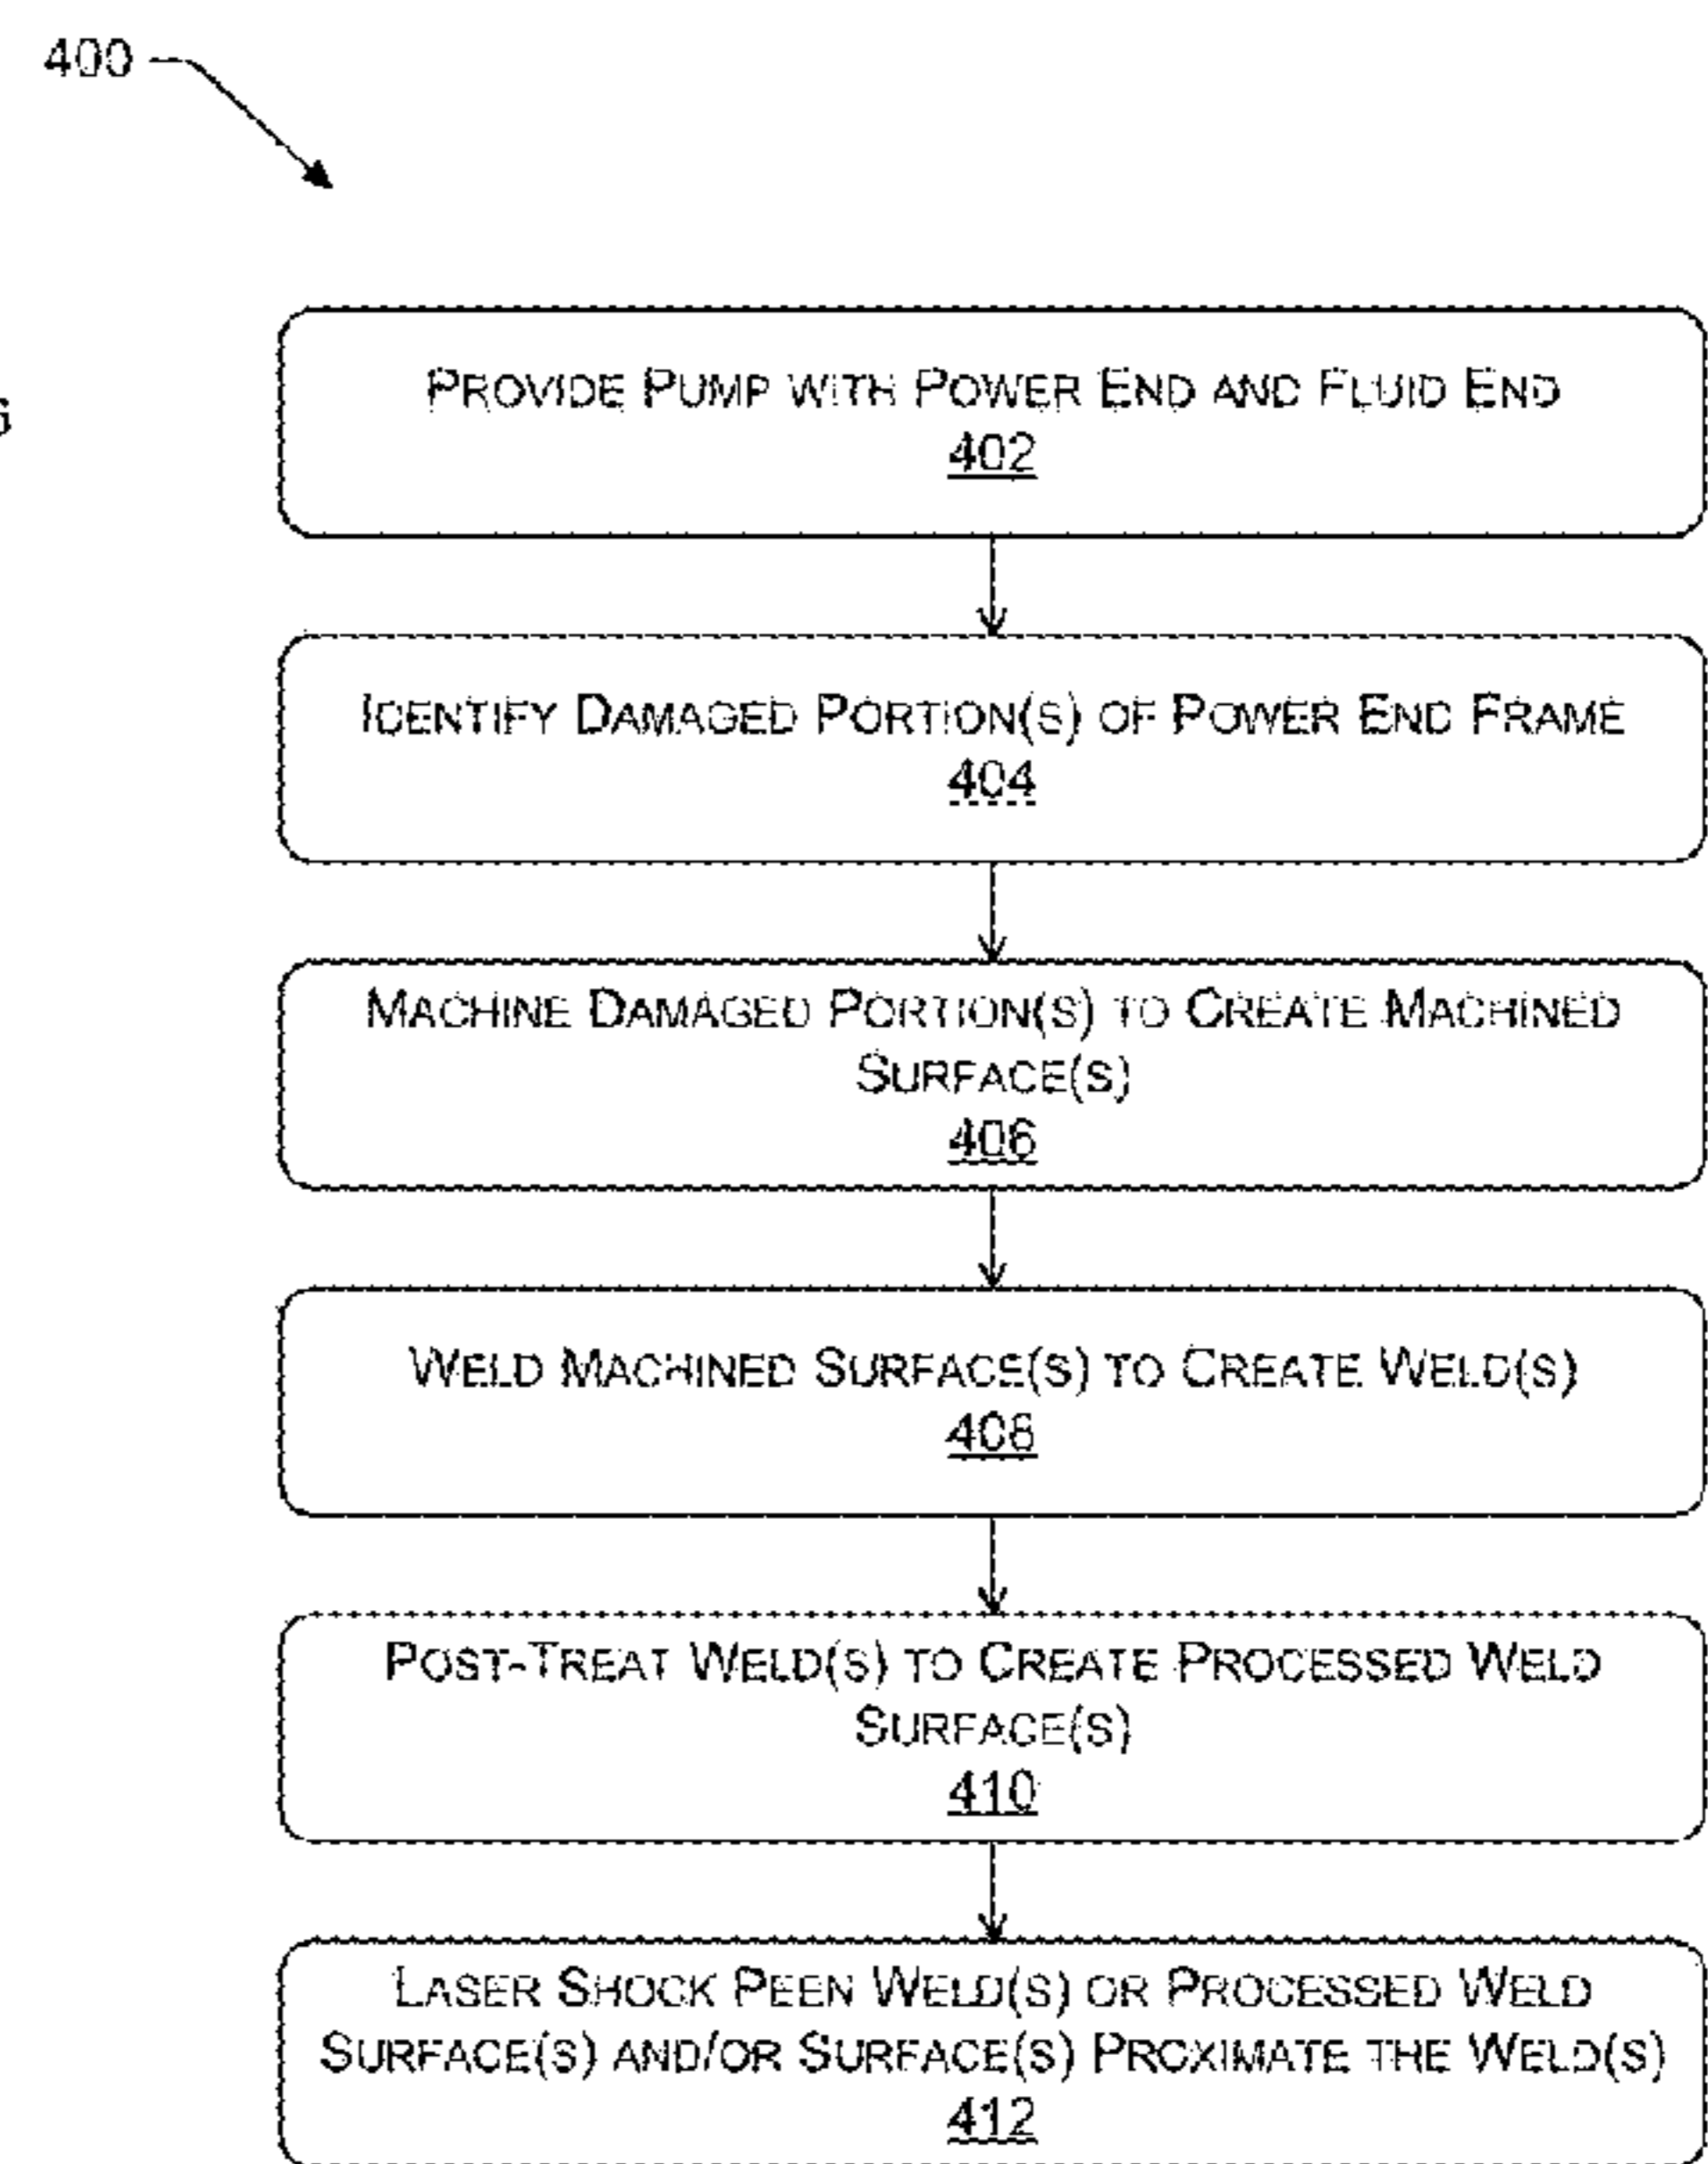 400
PROVIDE PUMP WITH POWER END AND FLUID END
402
IDENTIFY DAMAGED PORTION(S) OF POWER END FRAME
404
MACHINE DAMAGED PORTION(S) TO CREATE MACHINED
SURFACE(S)
406
WELD MACHINED SURFACE(S) TO CREATE WELD(S)
408
POST-TREAT WELD(S) TO CREATE PROCESSED WELD
SURFACE(S)
410
LASER SHOCK PEEN WELD(S) OR PROCESSED WELD
SURFACE(S) AND/OR SURFACE(S) PROXIMATE THE WELD(S)
412